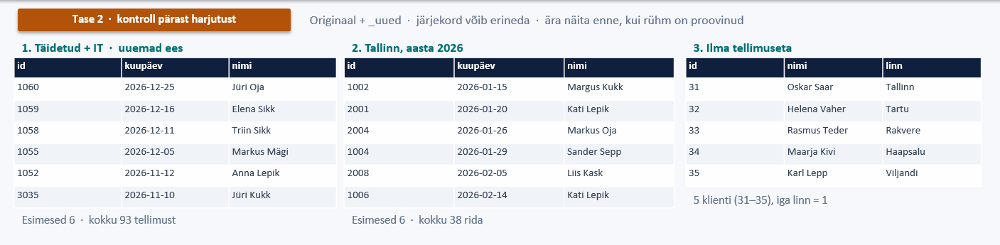 Tase 2 · kontroll pärast harjutust
Originaal + _uued · järjekord võib erineda · ära näita enne, kui rühm on proovinud
1. Täidetud + IT · uuemad ees
id kuupäev nimi
1060 2026-12-25 Jüri Oja
1059 2026-12-16 Elena Sikk
1058 2026-12-11 Triin Sikk
1055 2026-12-05 Markus Mägi
1052 2026-11-12 Anna Lepik
3035 2026-11-10 Jüri Kukk
Esimesed 6 · kokku 93 tellimust
2. Tallinn, aasta 2026
id kuupäev nimi
1002 2026-01-15 Margus Kukk
2001 2026-01-20 Kati Lepik
2004 2026-01-26 Markus Oja
1004 2026-01-29 Sander Sepp
2008 2026-02-05 Liis Kask
1006 2026-02-14 Kati Lepik
Esimesed 6 · kokku 38 rida
3. Ilma tellimuseta
id nimi linn
31 Oskar Saar Tallinn
32 Helena Vaher Tartu
33 Rasmus Teder Rakvere
34 Maarja Kivi Haapsalu
35 Karl Lepp Viljandi
5 klienti (31–35), iga linn = 1